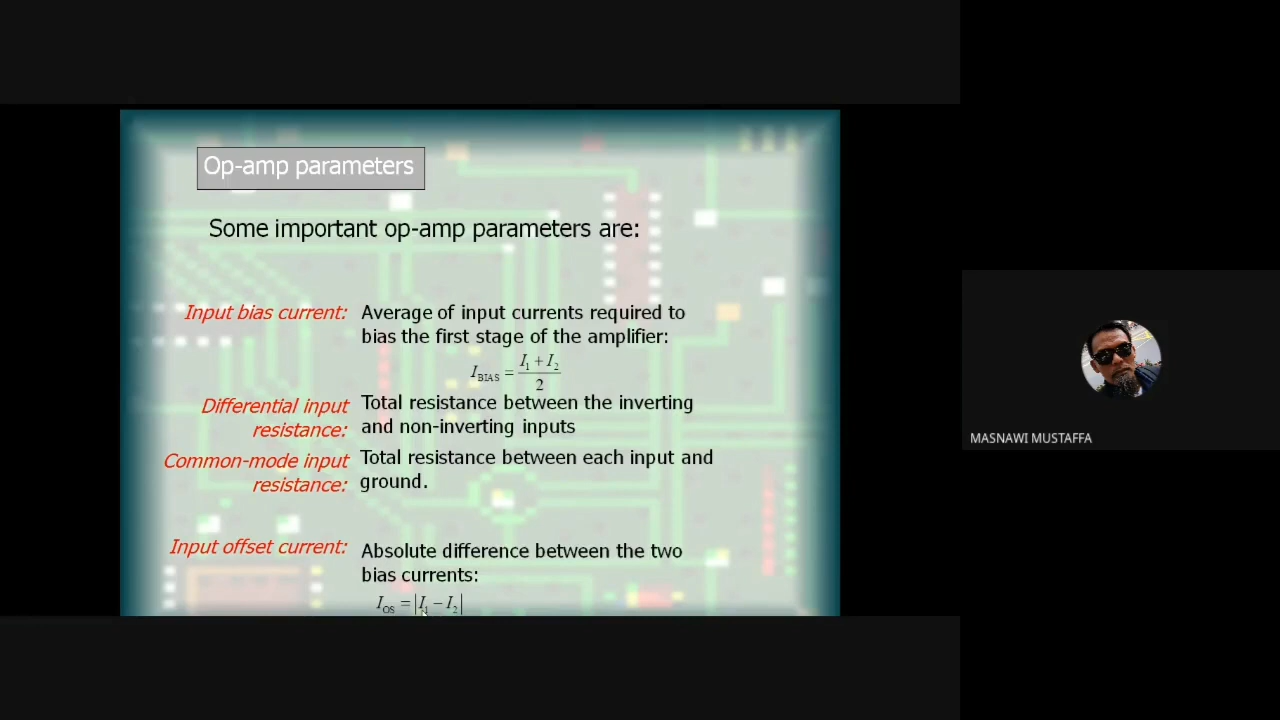 Op-amp parameters
Some important op-amp parameters are:
Input bias current: Average of input currents required to
bias the first stage of the amplifier:
I_BIAS = (I_1 + I_2) / 2
Differential input Total resistance between the inverting
resistance: and non-inverting inputs
Common-mode input Total resistance between each input and
resistance: ground.
Input offset current: Absolute difference between the two
bias currents:
I_OS = |I_1 − I_2|
MASNAWI MUSTAFFA